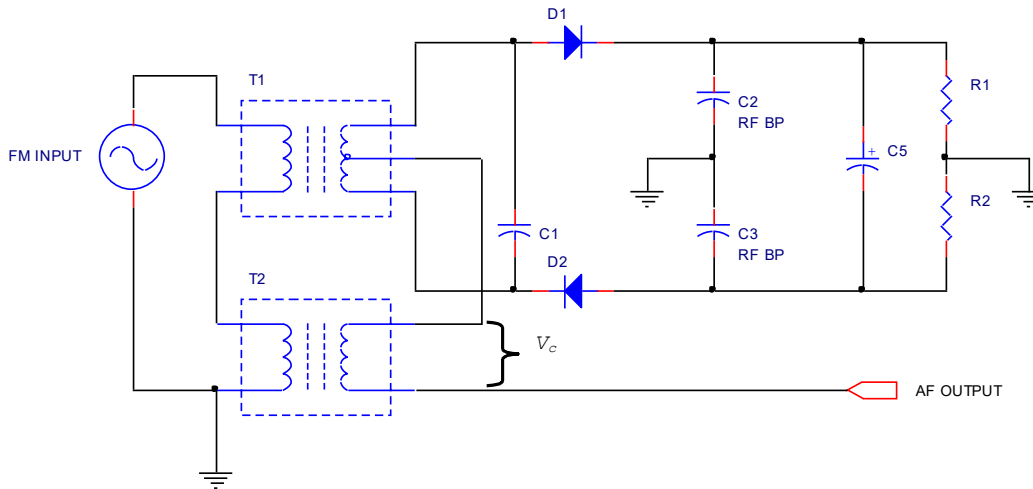 D1
T1
C2
RF BP
R1
FM INPUT
+
C5
C1
C3
RF BP
R2
D2
T2
Vc
AF OUTPUT